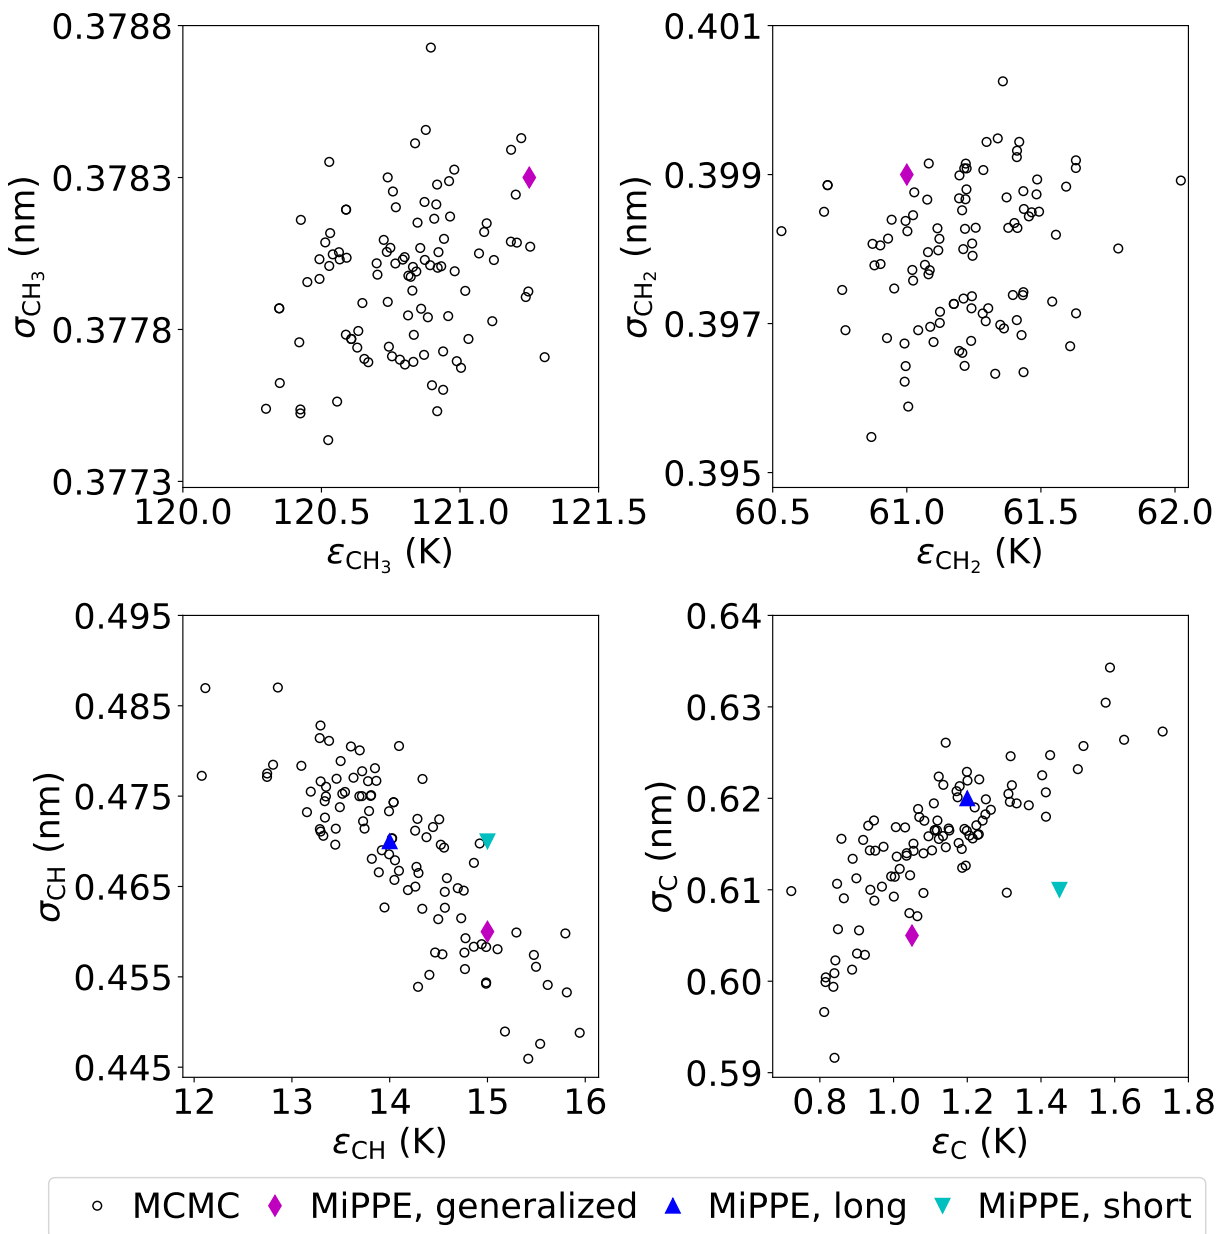 0.3788
0.3783
0.3778
0.3773
σCH₃ (nm)
120.0 120.5 121.0 121.5
εCH₃ (K)
0.401
0.399
0.397
0.395
σCH₂ (nm)
60.5 61.0 61.5 62.0
εCH₂ (K)
0.495
0.485
0.475
0.465
0.455
0.445
σCH (nm)
12 13 14 15 16
εCH (K)
0.64
0.63
0.62
0.61
0.60
0.59
σC (nm)
0.8 1.0 1.2 1.4 1.6 1.8
εC (K)
MCMC MiPPE, generalized MiPPE, long MiPPE, short